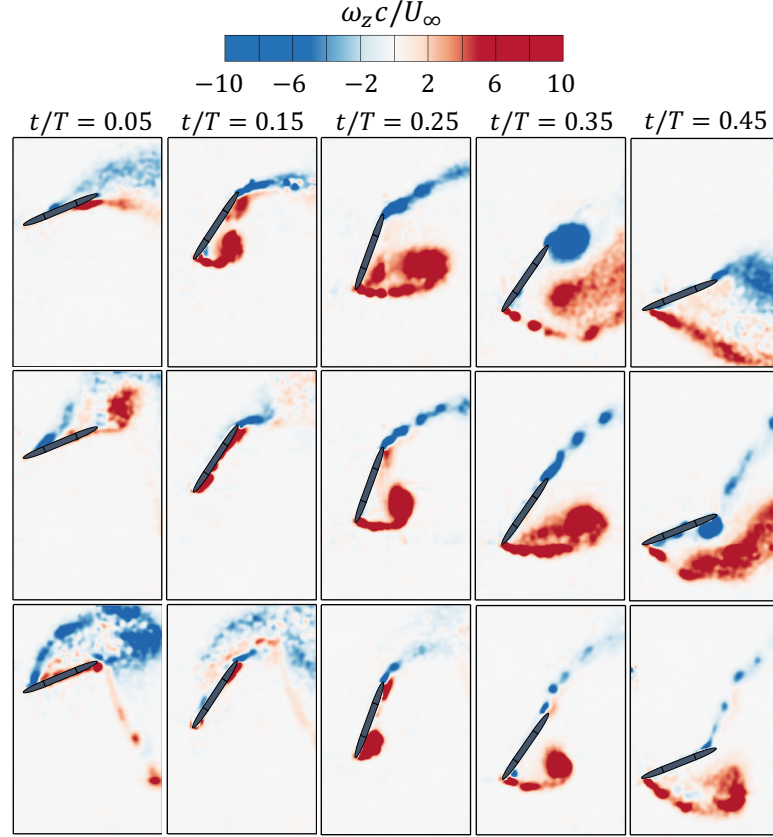 ω_z c/U_∞
−10 −6 −2 2 6 10
t/T = 0.05 t/T = 0.15 t/T = 0.25 t/T = 0.35 t/T = 0.45